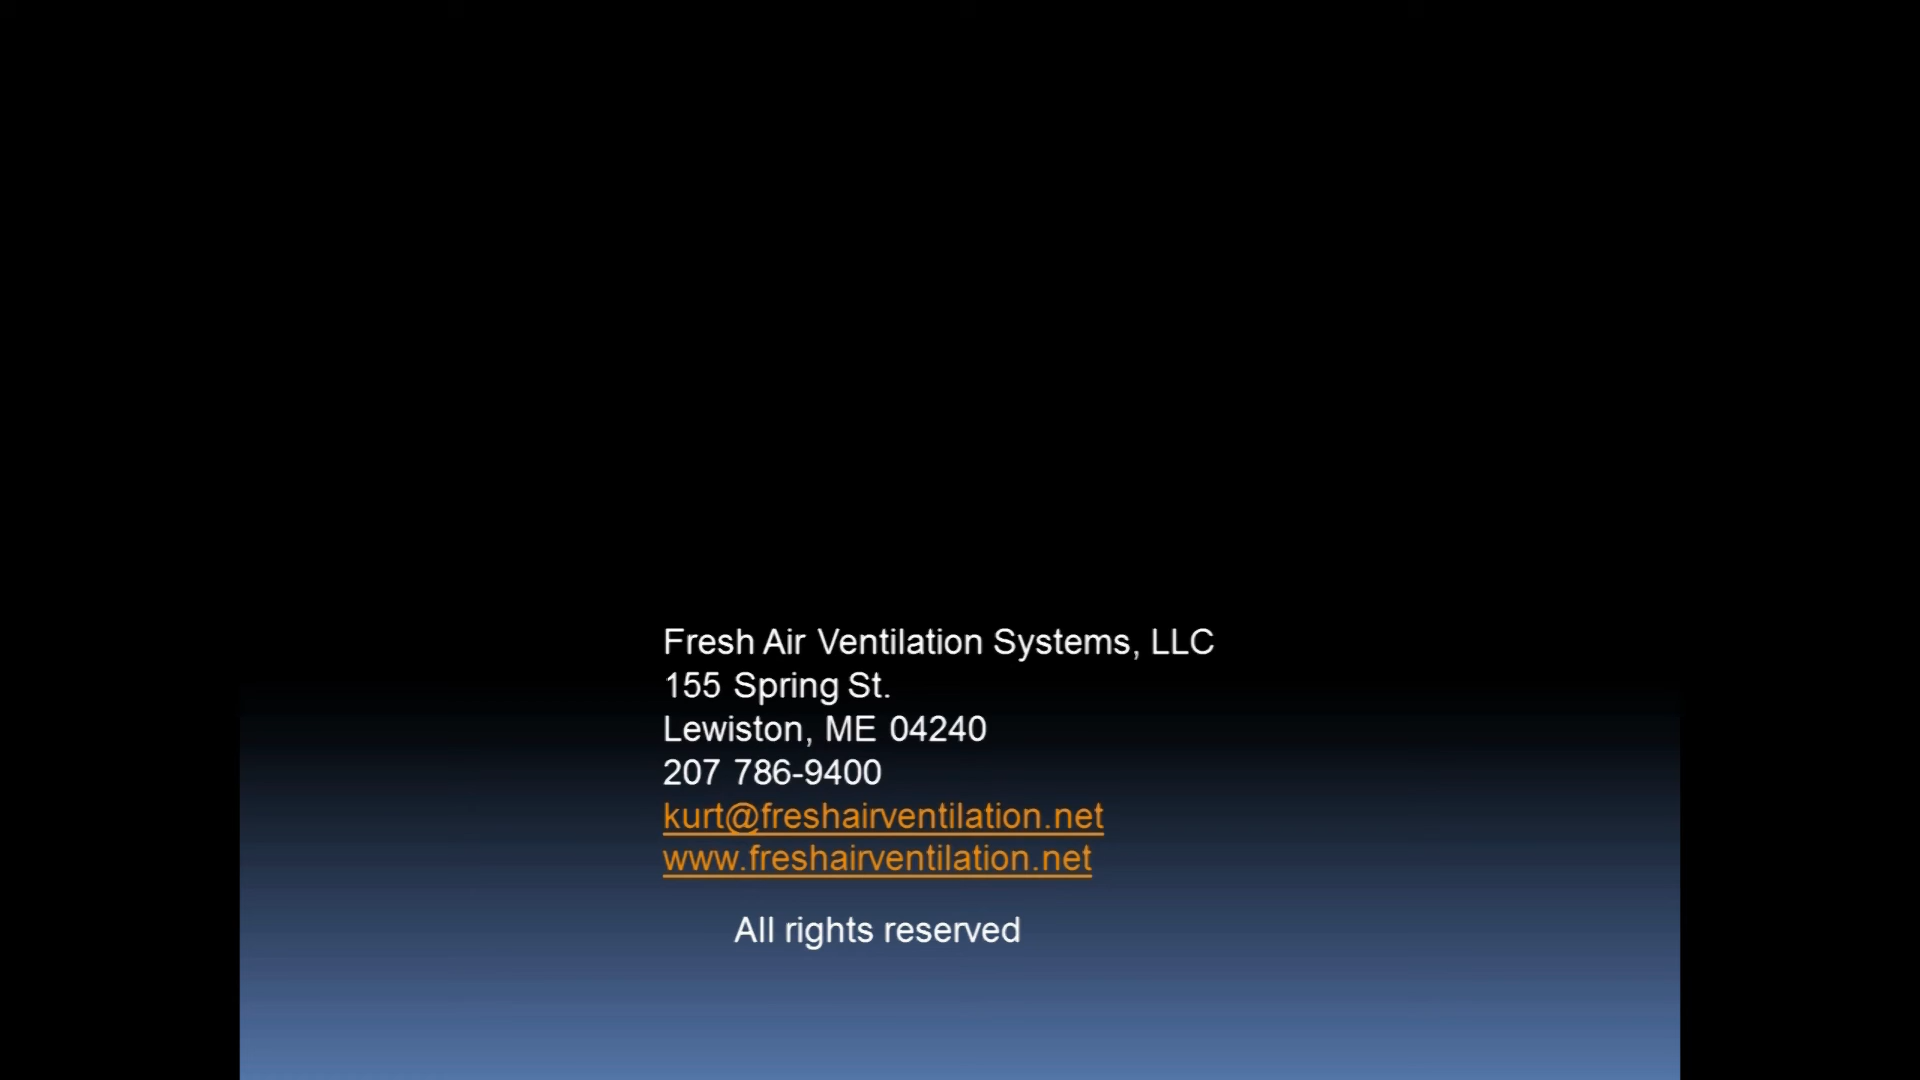 Fresh Air Ventilation Systems, LLC
155 Spring St.
Lewiston, ME 04240
207 786-9400
kurt@freshairventilation.net
www.freshairventilation.net
All rights reserved